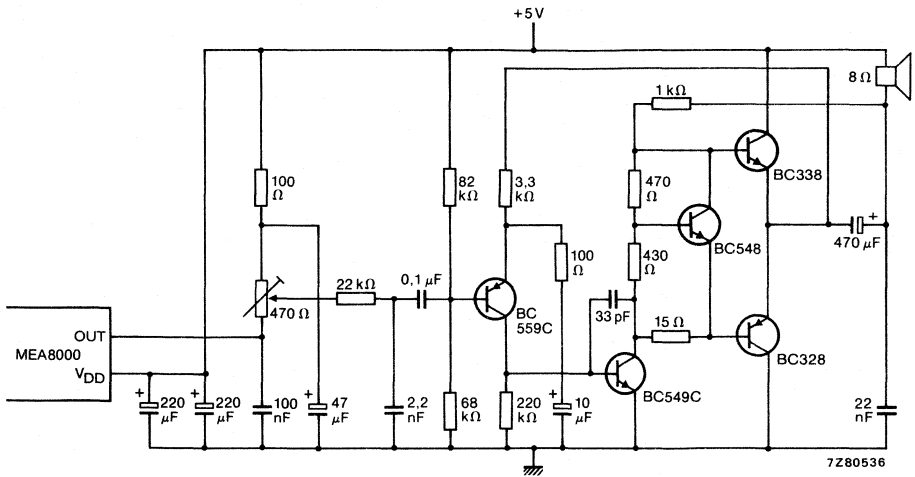 +5V
8 Ω
1 kΩ
BC338
100
Ω
82
kΩ
3,3
kΩ
470
Ω
BC548
+
470 μF
100
Ω
430
Ω
22 kΩ
0,1 μF
470 Ω
BC
559C
33 pF
15 Ω
BC328
OUT
MEA8000
VDD
BC549C
+
220
μF
+
220
μF
100
nF
+
47
μF
2,2
nF
68
kΩ
220
kΩ
+
10
μF
22
nF
7Z80536